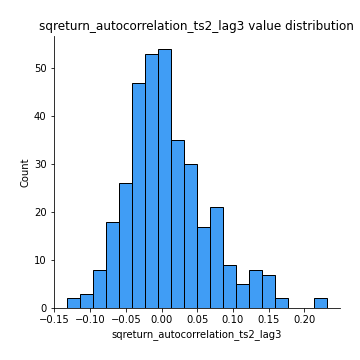 sqreturn_autocorrelation_ts2_lag3 value distribution
50
40
30
20
10
0
Count
-0.15 -0.10 -0.05 0.00 0.05 0.10 0.15 0.20
sqreturn_autocorrelation_ts2_lag3